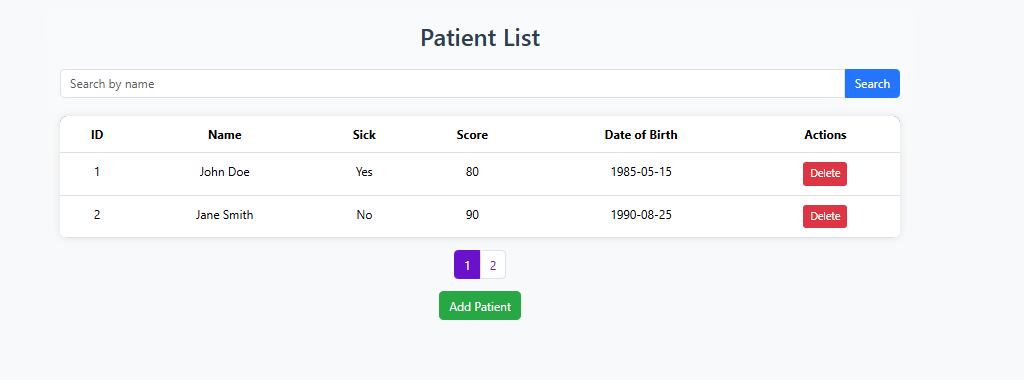 Patient List
Search by name Search
ID Name Sick Score Date of Birth Actions
1 John Doe Yes 80 1985-05-15 Delete
2 Jane Smith No 90 1990-08-25 Delete
1 2
Add Patient